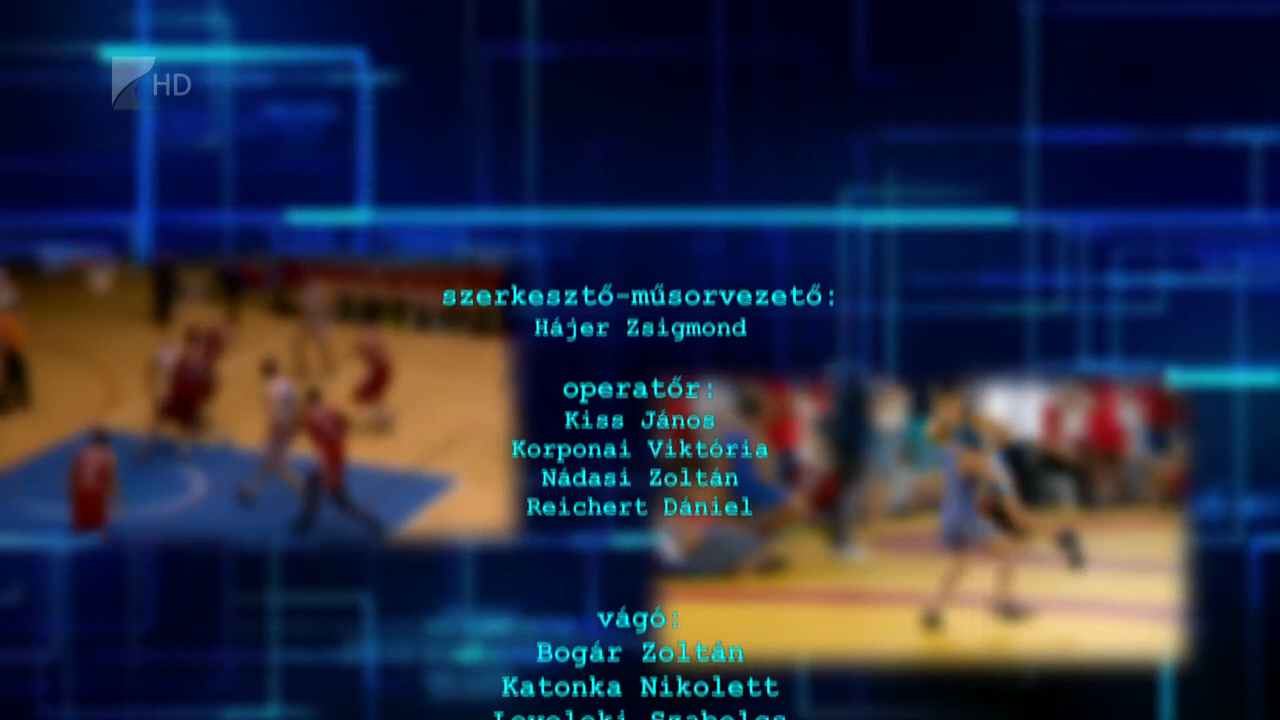 HD
szerkesztő-műsorvezető:
Hájer Zsigmond
operatőr:
Kiss János
Korponai Viktória
Nádasi Zoltán
Reichert Dániel
vágó:
Bogár Zoltán
Katonka Nikolett